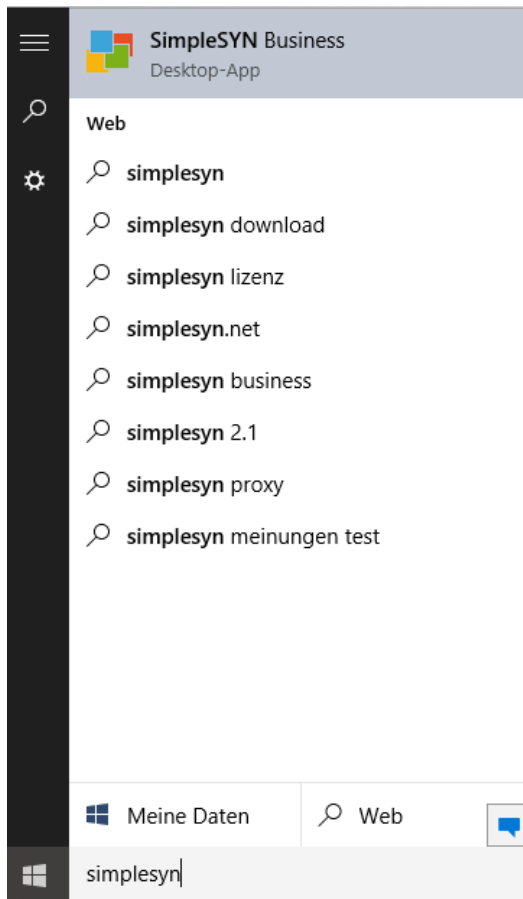 SimpleSYN Business
Desktop-App
Web
simplesyn
simplesyn download
simplesyn lizenz
simplesyn.net
simplesyn business
simplesyn 2.1
simplesyn proxy
simplesyn meinungen test
Meine Daten
Web
simplesyn